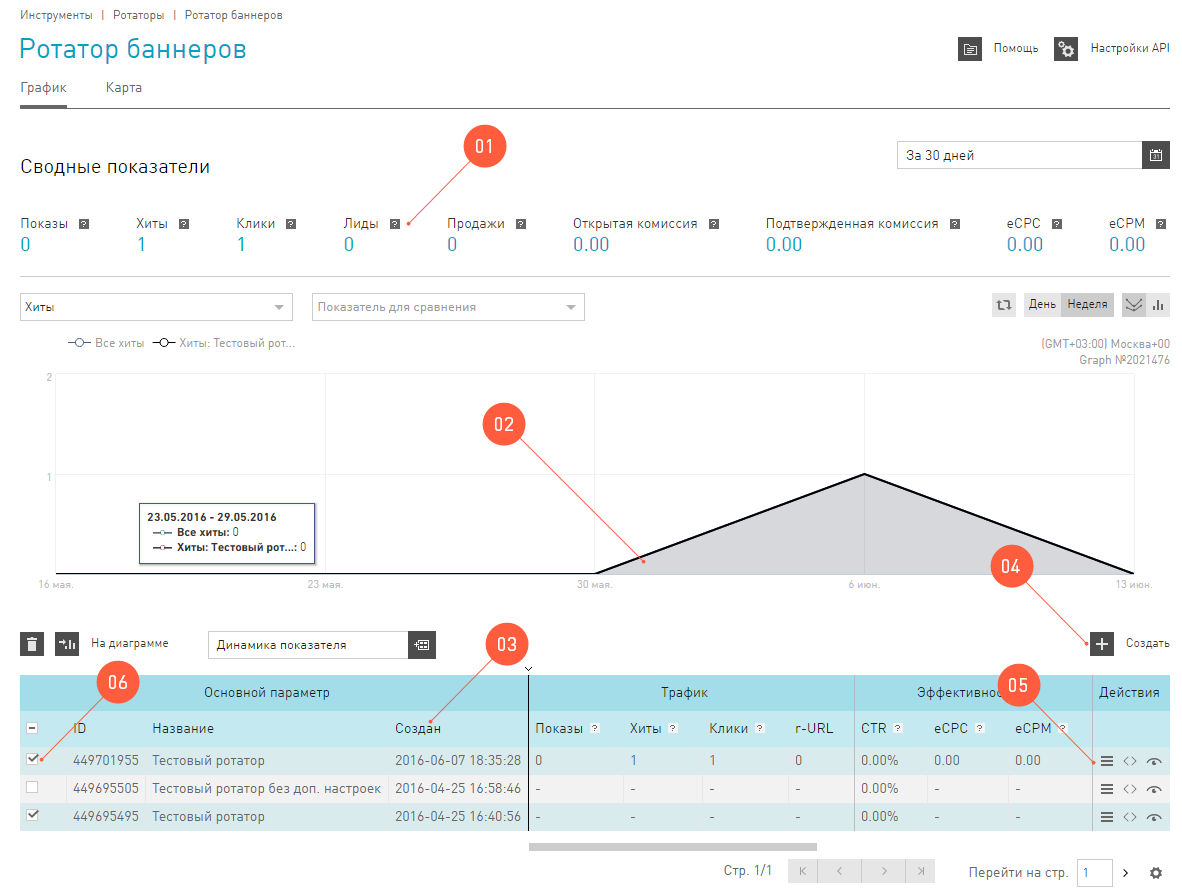 Инструменты | Ротаторы | Ротатор баннеров
Ротатор баннеров
Помощь Настройки API
График Карта
01
Сводные показатели За 30 дней
31
Показы ? Хиты ? Клики ? Лиды ? Продажи ? Открытая комиссия ? Подтвержденная комиссия ? eCPC ? eCPM ?
0 1 1 0 0 0.00 0.00 0.00 0.00
Хиты Показатель для сравнения День Неделя
Все хиты Хиты: Тестовый рот... (GMT+03:00) Москва+00
Graph №2021476
2
02
1
23.05.2016 - 29.05.2016
Все хиты: 0
Хиты: Тестовый рот...: 0
04
16 мая. 23 мая. 30 мая. 6 июн. 13 июн.
На диаграмме Динамика показателя 03 Создать
06 05
Основной параметр Трафик Эффективнос Действия
ID Название Создан Показы ? Хиты ? Клики ? r-URL CTR ? eCPC ? eCPM ?
449701955 Тестовый ротатор 2016-06-07 18:35:28 0 1 1 0 0.00% 0.00 0.00
449695505 Тестовый ротатор без доп. настроек 2016-04-25 16:58:46 - - - - 0.00% - -
449695495 Тестовый ротатор 2016-04-25 16:40:56 - - - - 0.00% - -
Стр. 1/1 Перейти на стр. 1